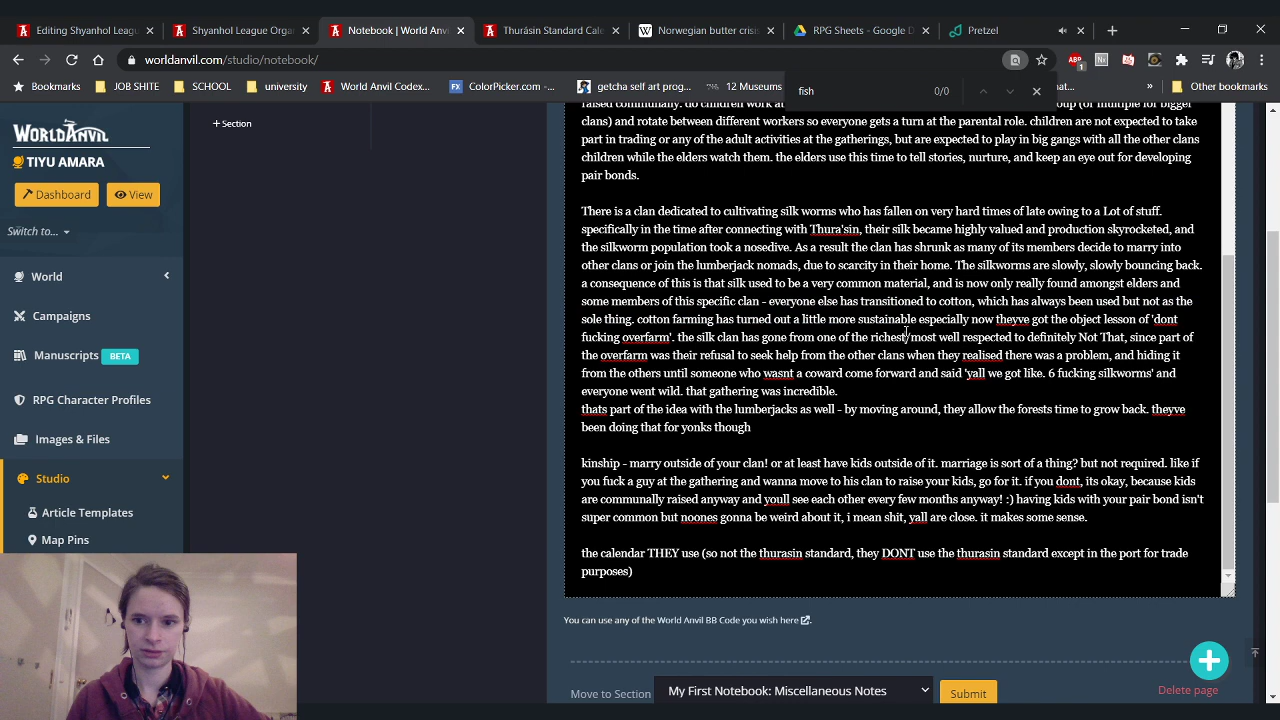 Editing Shyanhol Leagu
Shyanhol League Organ
Notebook | World Anvi
Thurásin Standard Cale
Norwegian butter crisis
RPG Sheets - Google D
Pretzel
worldanvil.com/studio/notebook/
Apps
JOB SHITE
SCHOOL
university
World Anvil Codex...
ColorPicker.com -...
getcha self art prog...
12 Museums
Other bookmarks
fish
0/0
WORLDANVIL
TIYU AMARA
Dashboard
View
Switch to...
World
Campaigns
Manuscripts BETA
RPG Character Profiles
Images & Files
Studio
Article Templates
Map Pins
+ Section
clans) and rotate between different workers so everyone gets a turn at the parental role. children are not expected to take
part in trading or any of the adult activities at the gatherings, but are expected to play in big gangs with all the other clans
children while the elders watch them. the elders use this time to tell stories, nurture, and keep an eye out for developing
pair bonds.
There is a clan dedicated to cultivating silk worms who has fallen on very hard times of late owing to a Lot of stuff.
specifically in the time after connecting with Thura'sin, their silk became highly valued and production skyrocketed, and
the silkworm population took a nosedive. As a result the clan has shrunk as many of its members decide to marry into
other clans or join the lumberjack nomads, due to scarcity in their home. The silkworms are slowly, slowly bouncing back.
a consequence of this is that silk used to be a very common material, and is now only really found amongst elders and
some members of this specific clan - everyone else has transitioned to cotton, which has always been used but not as the
sole thing. cotton farming has turned out a little more sustainable especially now theyve got the object lesson of 'dont
fucking overfarm'. the silk clan has gone from one of the richest/most well respected to definitely Not That, since part of
the overfarm was their refusal to seek help from the other clans when they realised there was a problem, and hiding it
from the others until someone who wasnt a coward come forward and said 'yall we got like. 6 fucking silkworms' and
everyone went wild. that gathering was incredible.
thats part of the idea with the lumberjacks as well - by moving around, they allow the forests time to grow back. theyve
been doing that for yonks though
kinship - marry outside of your clan! or at least have kids outside of it. marriage is sort of a thing? but not required. like if
you fuck a guy at the gathering and wanna move to his clan to raise your kids, go for it. if you dont, its okay, because kids
are communally raised anyway and youll see each other every few months anyway! :) having kids with your pair bond isn't
super common but noones gonna be weird about it, i mean shit, yall are close. it makes some sense.
the calendar THEY use (so not the thurasin standard, they DONT use the thurasin standard except in the port for trade
purposes)
You can use any of the World Anvil BB Code you wish here.
Move to Section
My First Notebook: Miscellaneous Notes
Submit
Delete page